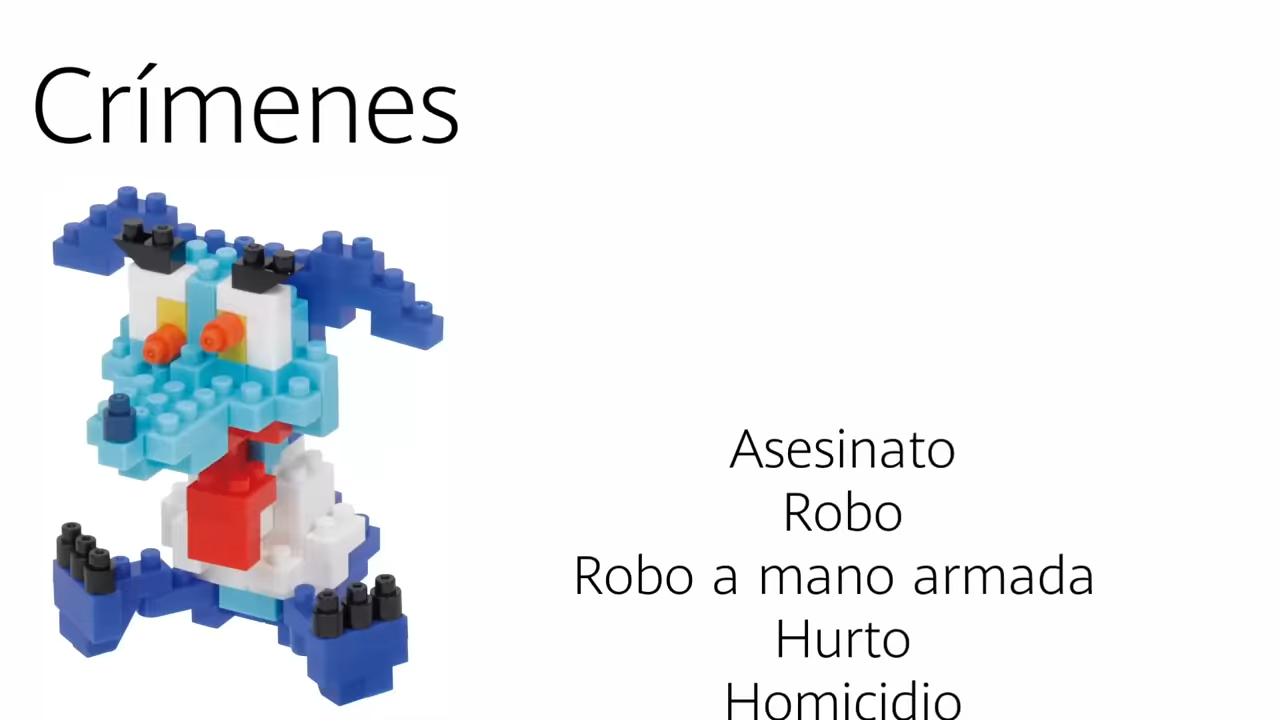 Crímenes
Asesinato
Robo
Robo a mano armada
Hurto
Homicidio